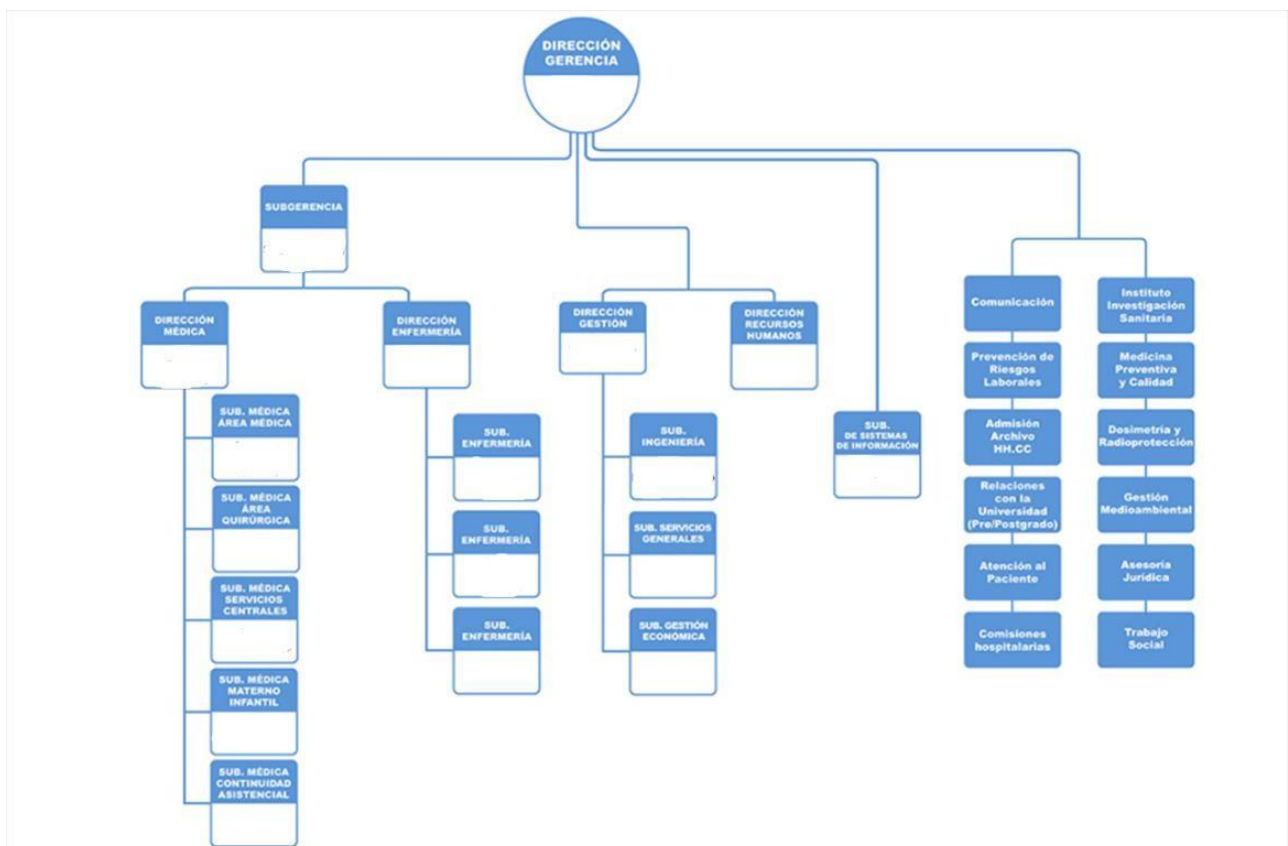 DIRECCIÓN
GERENCIA
SUBGERENCIA
DIRECCIÓN
MÉDICA
DIRECCIÓN
ENFERMERÍA
DIRECCIÓN
GESTIÓN
DIRECCIÓN
RECURSOS
HUMANOS
SUB. MÉDICA
ÁREA MÉDICA
SUB. MÉDICA
ÁREA
QUIRÚRGICA
SUB. MÉDICA
SERVICIOS
CENTRALES
SUB. MÉDICA
MATERNO
INFANTIL
SUB. MÉDICA
CONTINUIDAD
ASISTENCIAL
SUB.
ENFERMERÍA
SUB.
ENFERMERÍA
SUB.
ENFERMERÍA
SUB.
INGENIERÍA
SUB. SERVICIOS
GENERALES
SUB. GESTIÓN
ECONÓMICA
SUB.
DE SISTEMAS
DE INFORMACIÓN
Comunicación
Prevención de
Riesgos
Laborales
Admisión
Archivo
HH.CC
Relaciones
con la
Universidad
(Pre/Postgrado)
Atención al
Paciente
Comisiones
hospitalarias
Instituto
Investigación
Sanitaria
Medicina
Preventiva
y Calidad
Dosimetría y
Radioprotección
Gestión
Medioambiental
Asesoría
Jurídica
Trabajo
Social